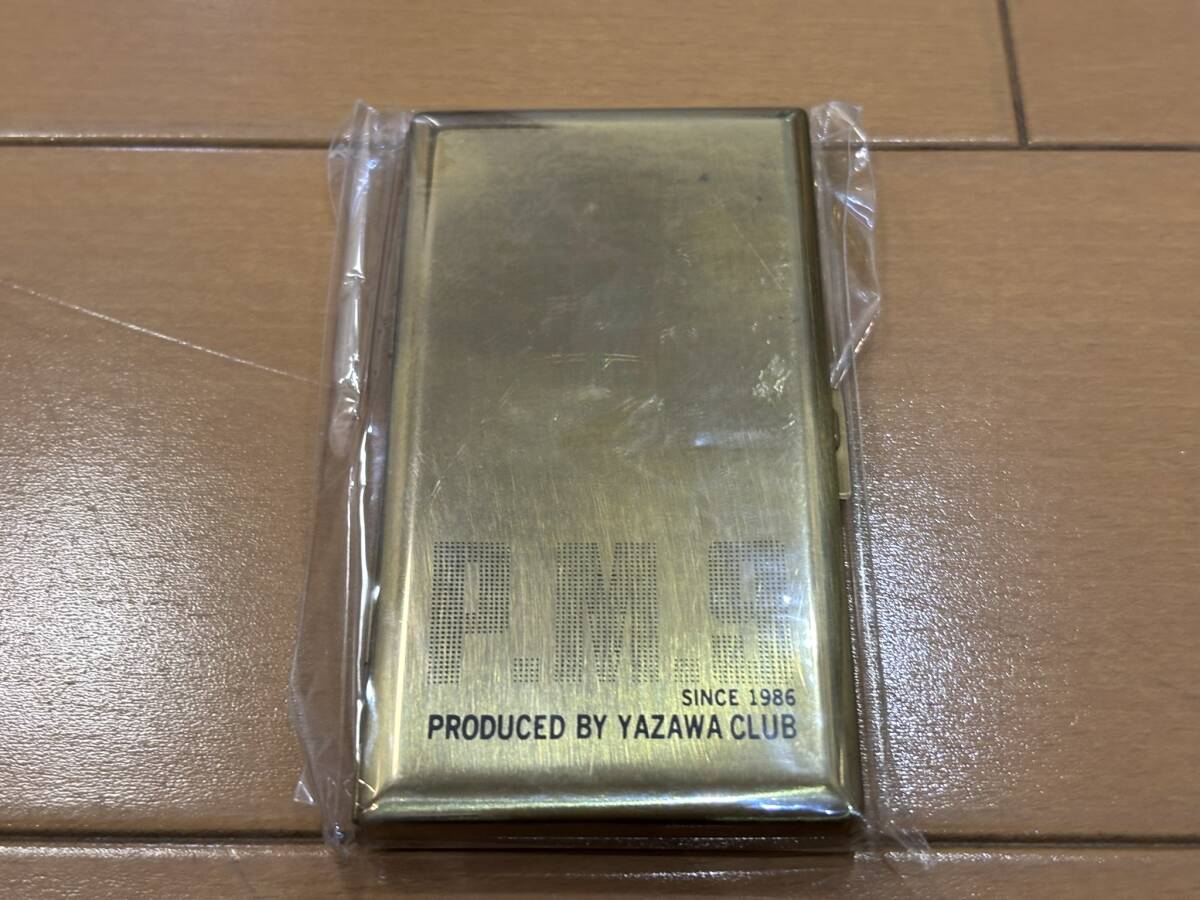 P.M.9
SINCE 1986
PRODUCED BY YAZAWA CLUB